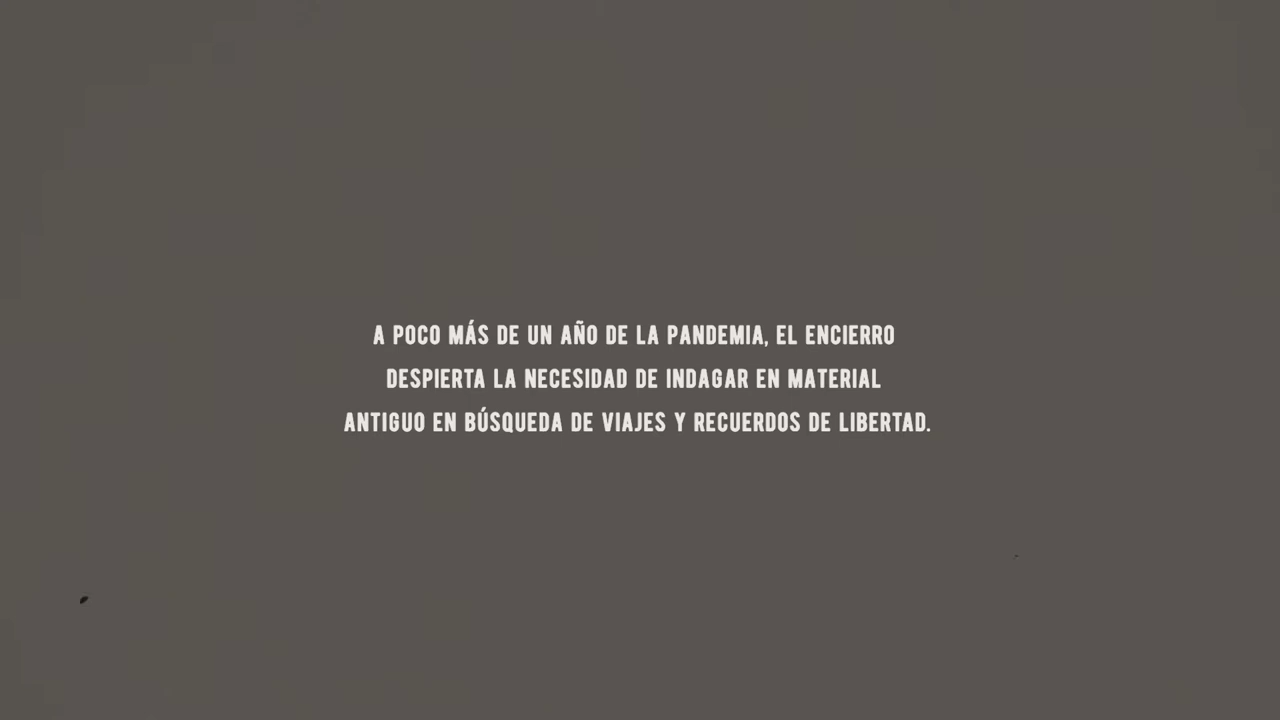 A POCO MÁS DE UN AÑO DE LA PANDEMIA, EL ENCIERRO
DESPIERTA LA NECESIDAD DE INDAGAR EN MATERIAL
ANTIGUO EN BÚSQUEDA DE VIAJES Y RECUERDOS DE LIBERTAD.